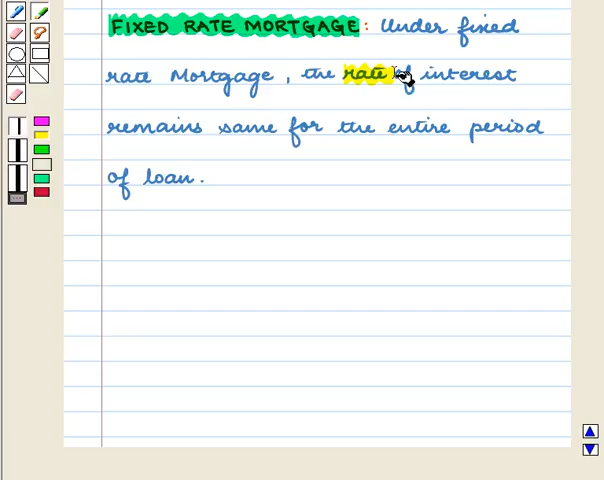 FIXED RATE MORTGAGE: Under fixed
rate Mortgage, the rate of interest
remains same for the entire period
of loan.